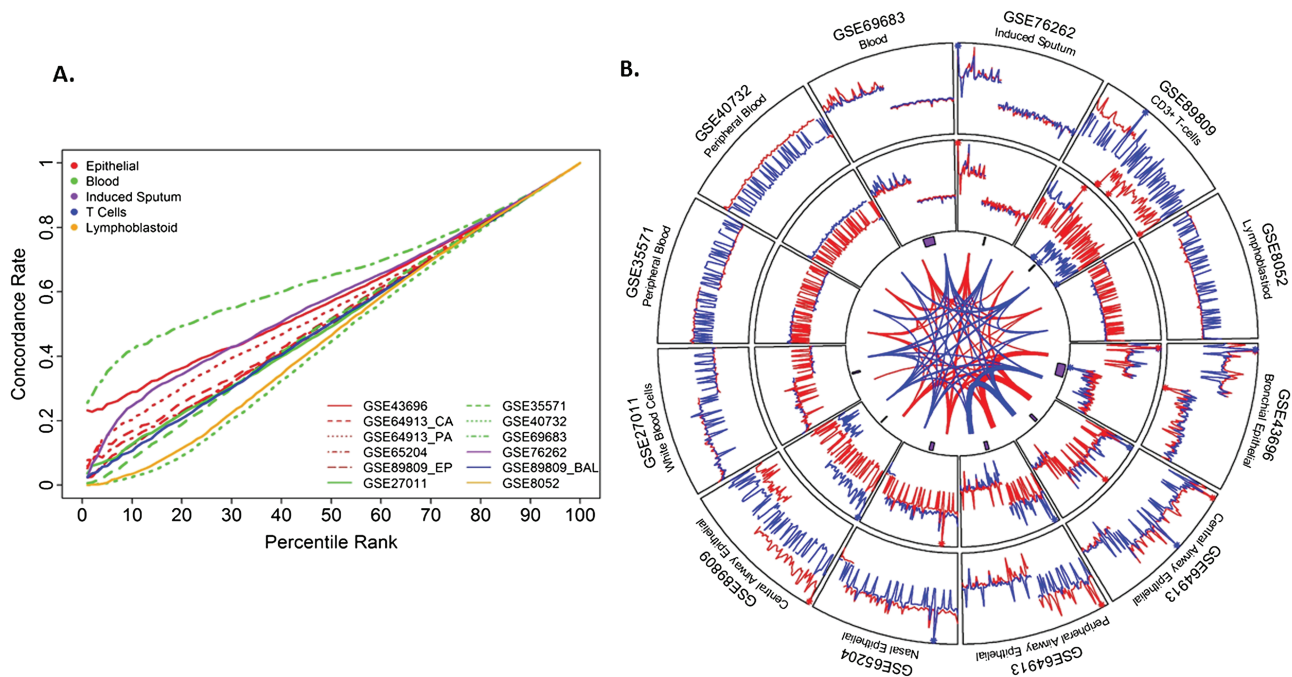 A.
Epithelial
Blood
Induced Sputum
T Cells
Lymphoblastoid
1
0.8
0.6
0.4
0.2
0
Concordance Rate
GSE43696
GSE64913_CA
GSE64913_PA
GSE65204
GSE89809_EP
GSE27011
GSE35571
GSE40732
GSE69683
GSE76262
GSE89809_BAL
GSE8052
0 10 20 30 40 50 60 70 80 90 100
Percentile Rank
B.
GSE76262
Induced Sputum
GSE89809
CD3+ T-cells
GSE8052
Lymphoblastiod
GSE43696
Bronchial Epithelial
GSE64913
Central Airway Epithelial
GSE64913
Peripheral Airway Epithelial
GSE65204
Nasal Epithelial
GSE89809
Central Airway Epithelial
GSE27011
White Blood Cells
GSE35571
Peripheral Blood
GSE40732
Peripheral Blood
GSE69683
Blood